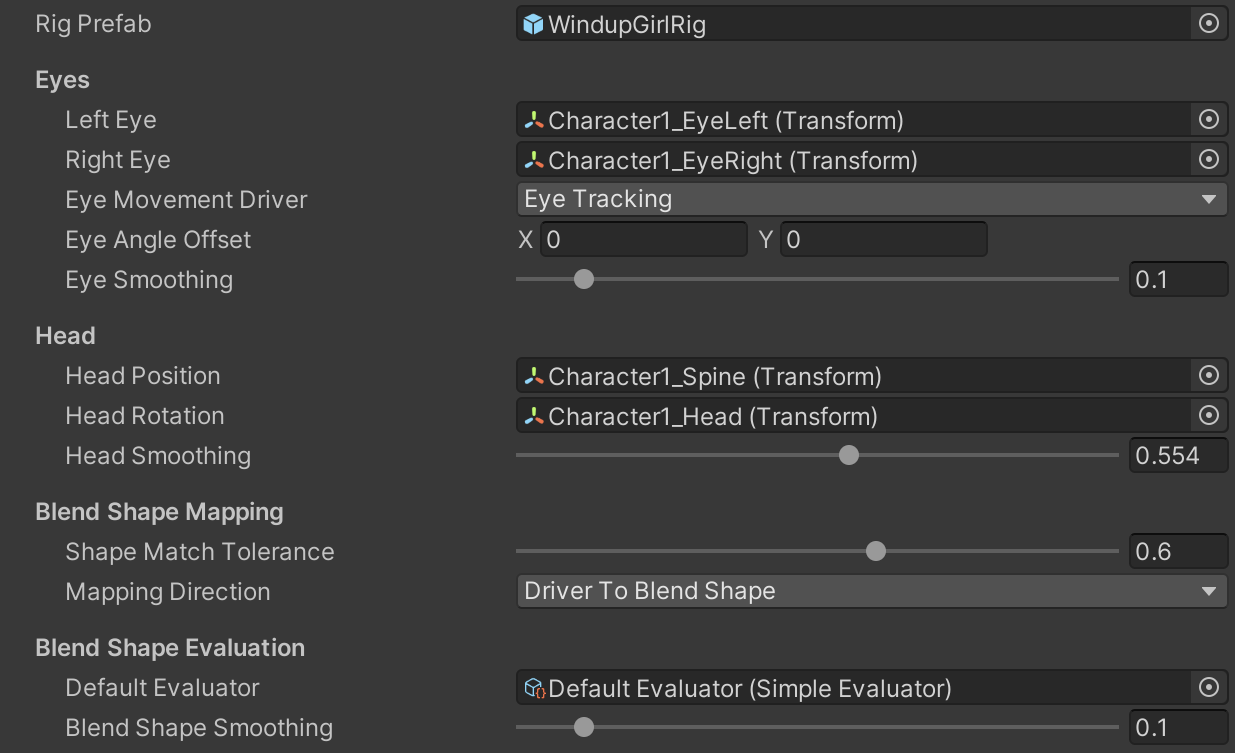 Rig Prefab WindupGirlRig
Eyes
Left Eye Character1_EyeLeft (Transform)
Right Eye Character1_EyeRight (Transform)
Eye Movement Driver Eye Tracking
Eye Angle Offset X 0 Y 0
Eye Smoothing 0.1
Head
Head Position Character1_Spine (Transform)
Head Rotation Character1_Head (Transform)
Head Smoothing 0.554
Blend Shape Mapping
Shape Match Tolerance 0.6
Mapping Direction Driver To Blend Shape
Blend Shape Evaluation
Default Evaluator Default Evaluator (Simple Evaluator)
Blend Shape Smoothing 0.1